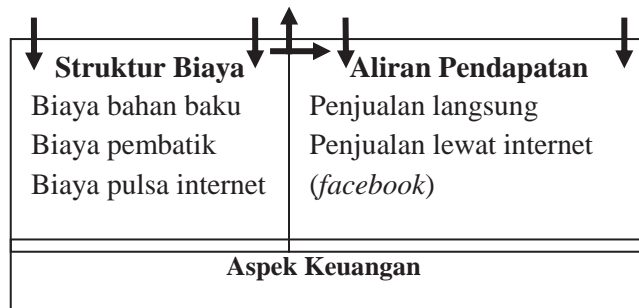 Struktur Biaya
Biaya bahan baku
Biaya pembatik
Biaya pulsa internet
Aliran Pendapatan
Penjualan langsung
Penjualan lewat internet
(facebook)
Aspek Keuangan